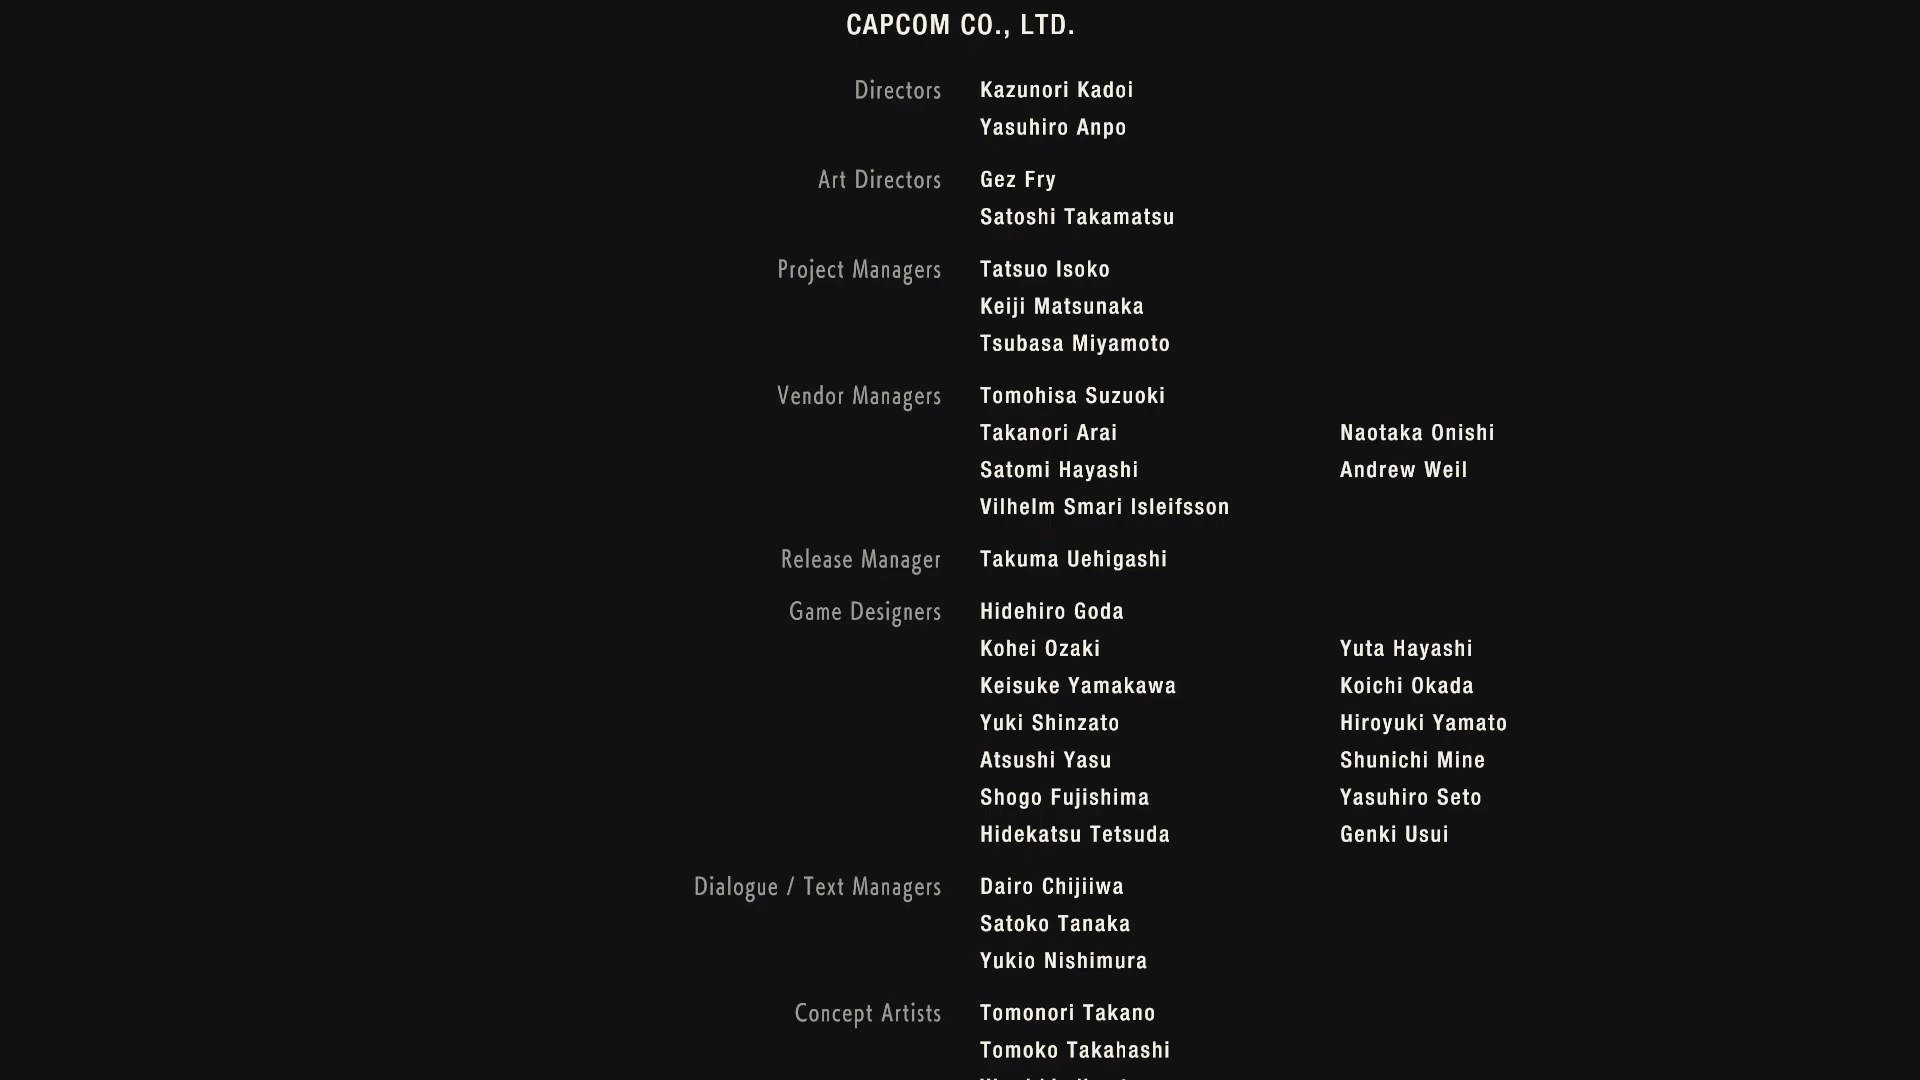 CAPCOM CO., LTD.
Directors Kazunori Kadoi
Yasuhiro Anpo
Art Directors Gez Fry
Satoshi Takamatsu
Project Managers Tatsuo Isoko
Keiji Matsunaka
Tsubasa Miyamoto
Vendor Managers Tomohisa Suzuoki
Takanori Arai Naotaka Onishi
Satomi Hayashi Andrew Weil
Vilhelm Smari Isleifsson
Release Manager Takuma Uehigashi
Game Designers Hidehiro Goda
Kohei Ozaki Yuta Hayashi
Keisuke Yamakawa Koichi Okada
Yuki Shinzato Hiroyuki Yamato
Atsushi Yasu Shunichi Mine
Shogo Fujishima Yasuhiro Seto
Hidekatsu Tetsuda Genki Usui
Dialogue / Text Managers Dairo Chijiiwa
Satoko Tanaka
Yukio Nishimura
Concept Artists Tomonori Takano
Tomoko Takahashi